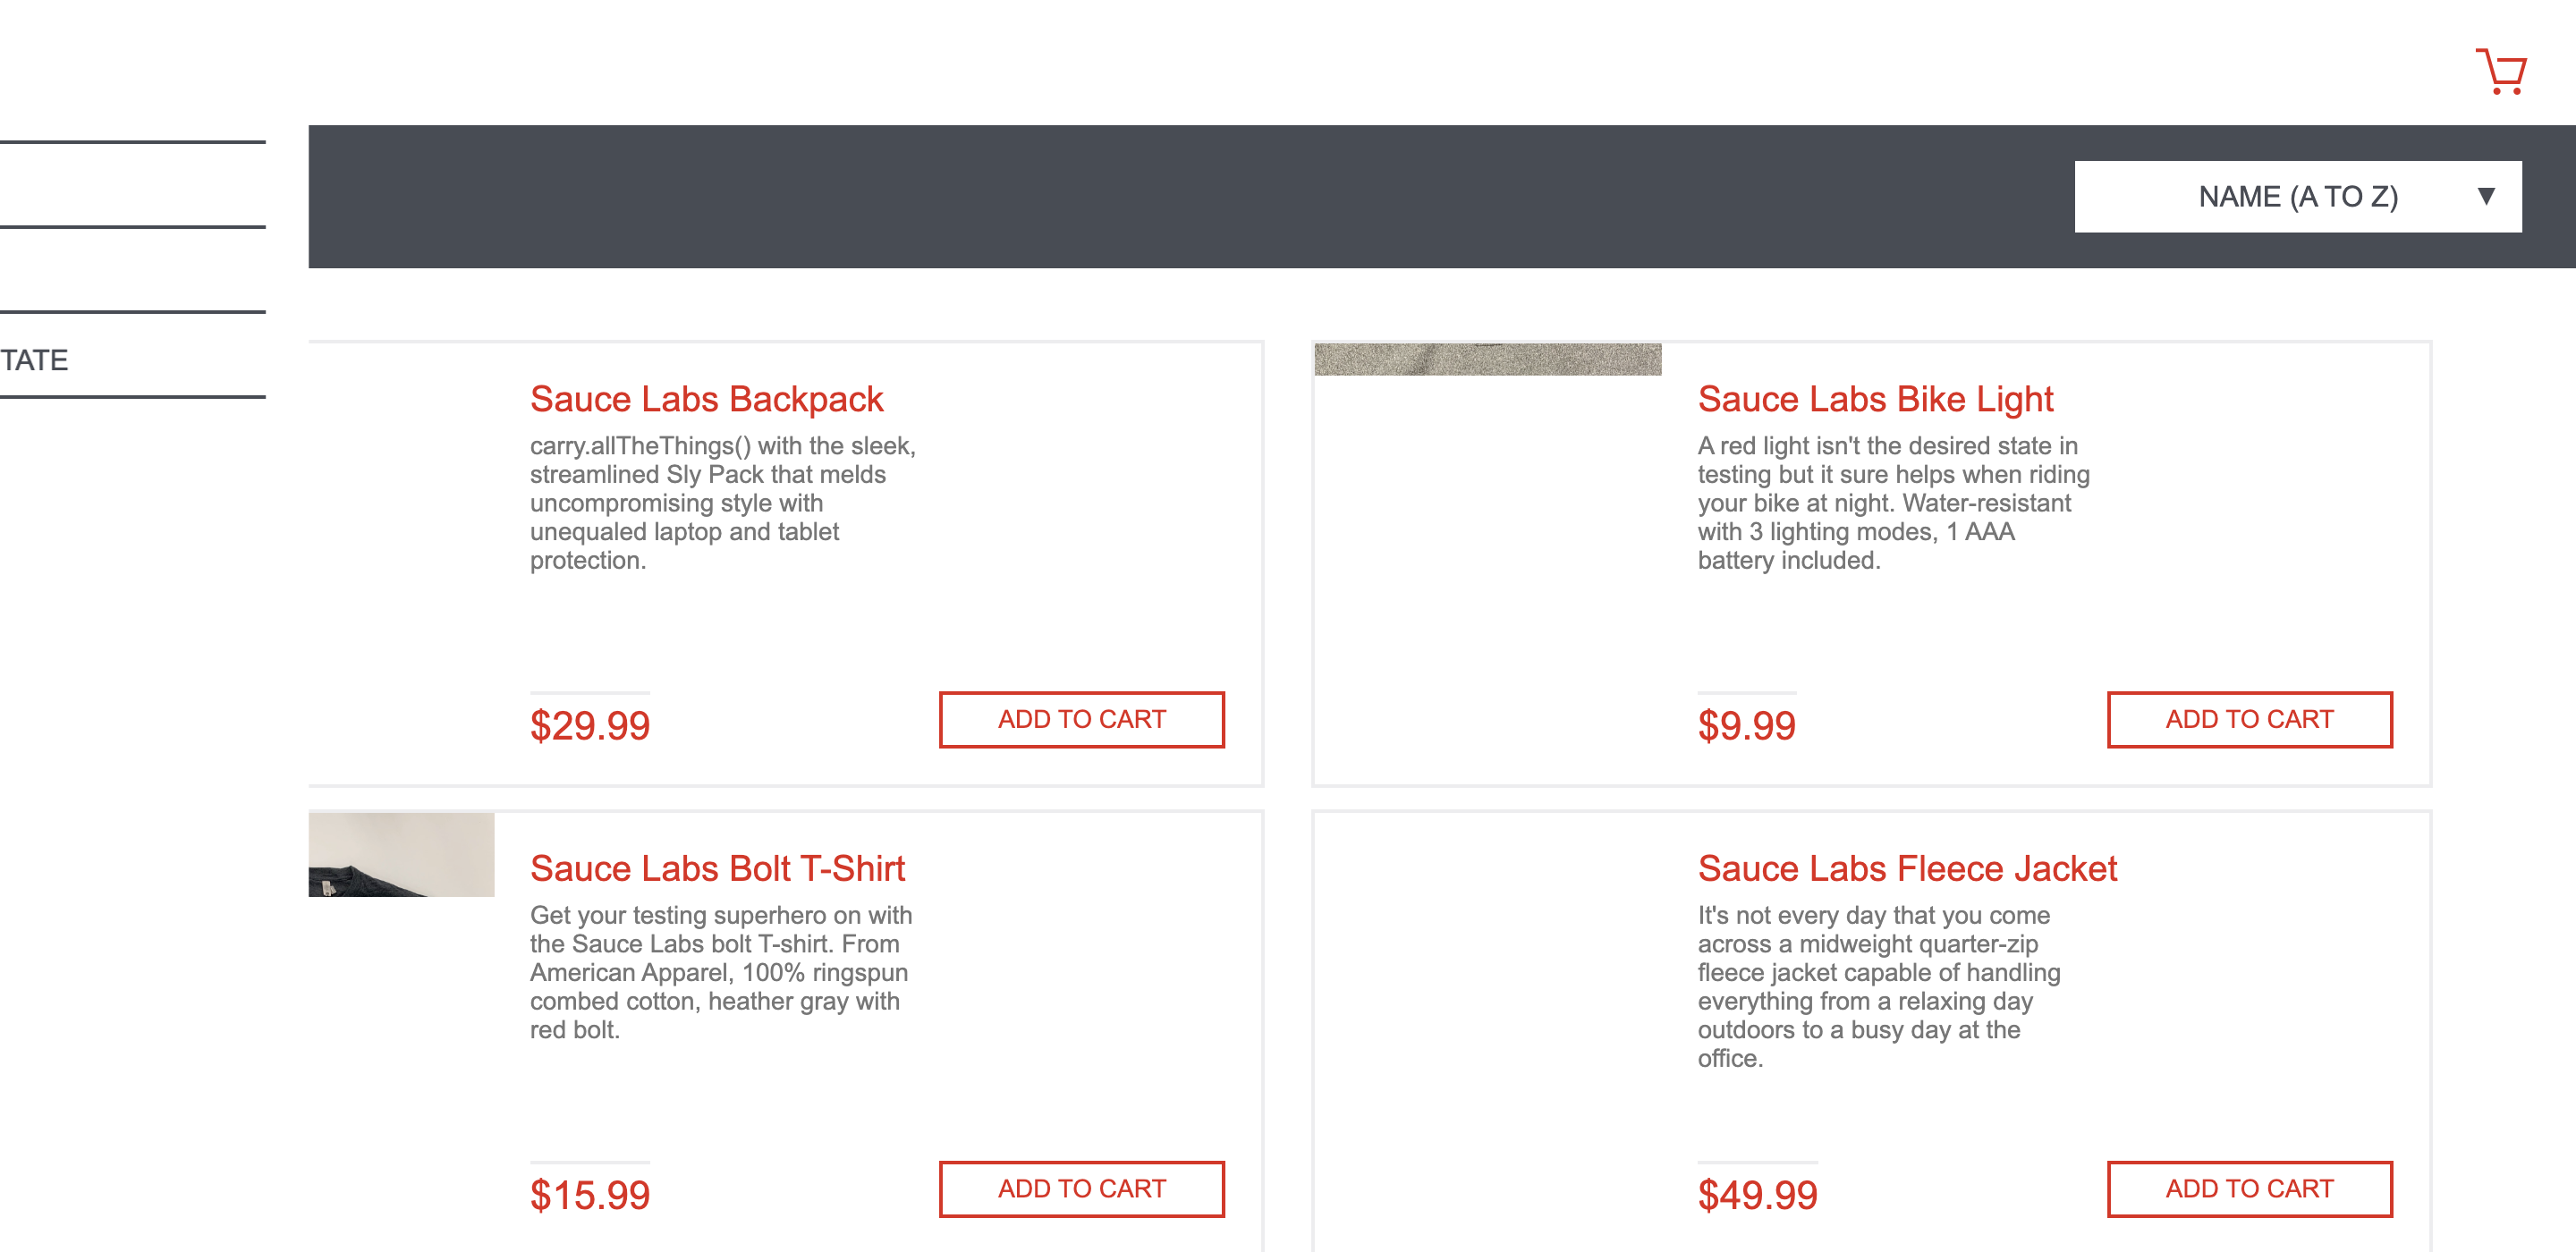 NAME (A TO Z)
TATE
Sauce Labs Backpack
carry.allTheThings() with the sleek,
streamlined Sly Pack that melds
uncompromising style with
unequaled laptop and tablet
protection.
$29.99
ADD TO CART
Sauce Labs Bike Light
A red light isn't the desired state in
testing but it sure helps when riding
your bike at night. Water-resistant
with 3 lighting modes, 1 AAA
battery included.
$9.99
ADD TO CART
Sauce Labs Bolt T-Shirt
Get your testing superhero on with
the Sauce Labs bolt T-shirt. From
American Apparel, 100% ringspun
combed cotton, heather gray with
red bolt.
$15.99
ADD TO CART
Sauce Labs Fleece Jacket
It's not every day that you come
across a midweight quarter-zip
fleece jacket capable of handling
everything from a relaxing day
outdoors to a busy day at the
office.
$49.99
ADD TO CART